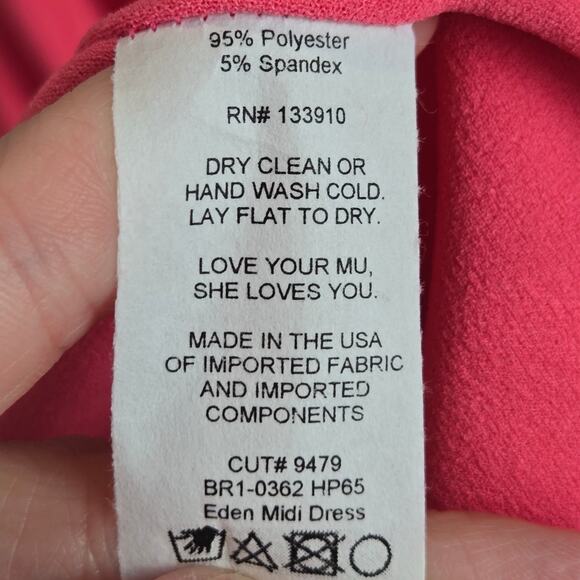 95% Polyester
5% Spandex
RN# 133910
DRY CLEAN OR
HAND WASH COLD.
LAY FLAT TO DRY.
LOVE YOUR MU,
SHE LOVES YOU.
MADE IN THE USA
OF IMPORTED FABRIC
AND IMPORTED
COMPONENTS
CUT# 9479
BR1-0362 HP65
Eden Midi Dress